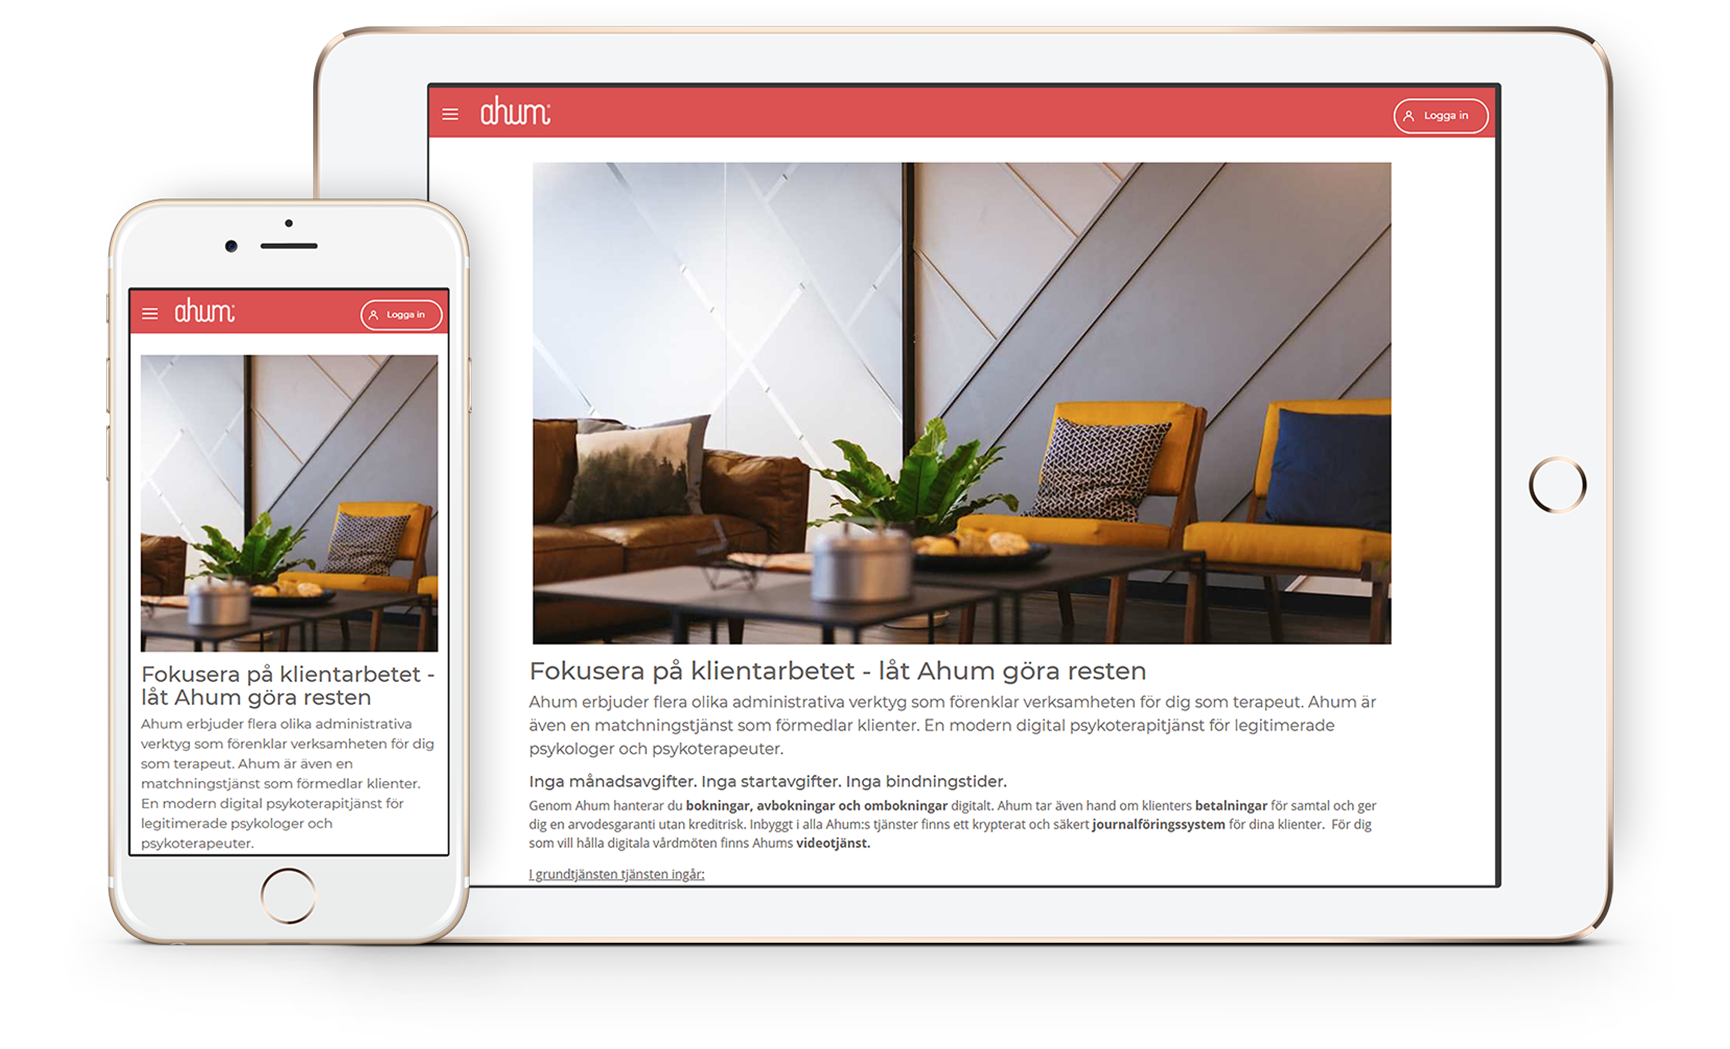 ahum
Logga in
Fokusera på klientarbetet - låt Ahum göra resten
Ahum erbjuder flera olika administrativa verktyg som förenklar verksamheten för dig som terapeut. Ahum är
även en matchningstjänst som förmedlar klienter. En modern digital psykoterapitjänst för legitimerade
psykologer och psykoterapeuter.
Inga månadsavgifter. Inga startavgifter. Inga bindningstider.
Genom Ahum hanterar du bokningar, avbokningar och ombokningar digitalt. Ahum tar även hand om klienters betalningar för samtal och ger
dig en arvodesgaranti utan kreditrisk. Inbyggt i alla Ahum:s tjänster finns ett krypterat och säkert journalföringssystem för dina klienter. För dig
som vill hålla digitala vårdmöten finns Ahums videotjänst.
I grundtjänsten tjänsten ingår:
ahum
Logga in
Fokusera på klientarbetet -
låt Ahum göra resten
Ahum erbjuder flera olika administrativa
verktyg som förenklar verksamheten för dig
som terapeut. Ahum är även en
matchningstjänst som förmedlar klienter.
En modern digital psykoterapitjänst för
legitimerade psykologer och
psykoterapeuter.